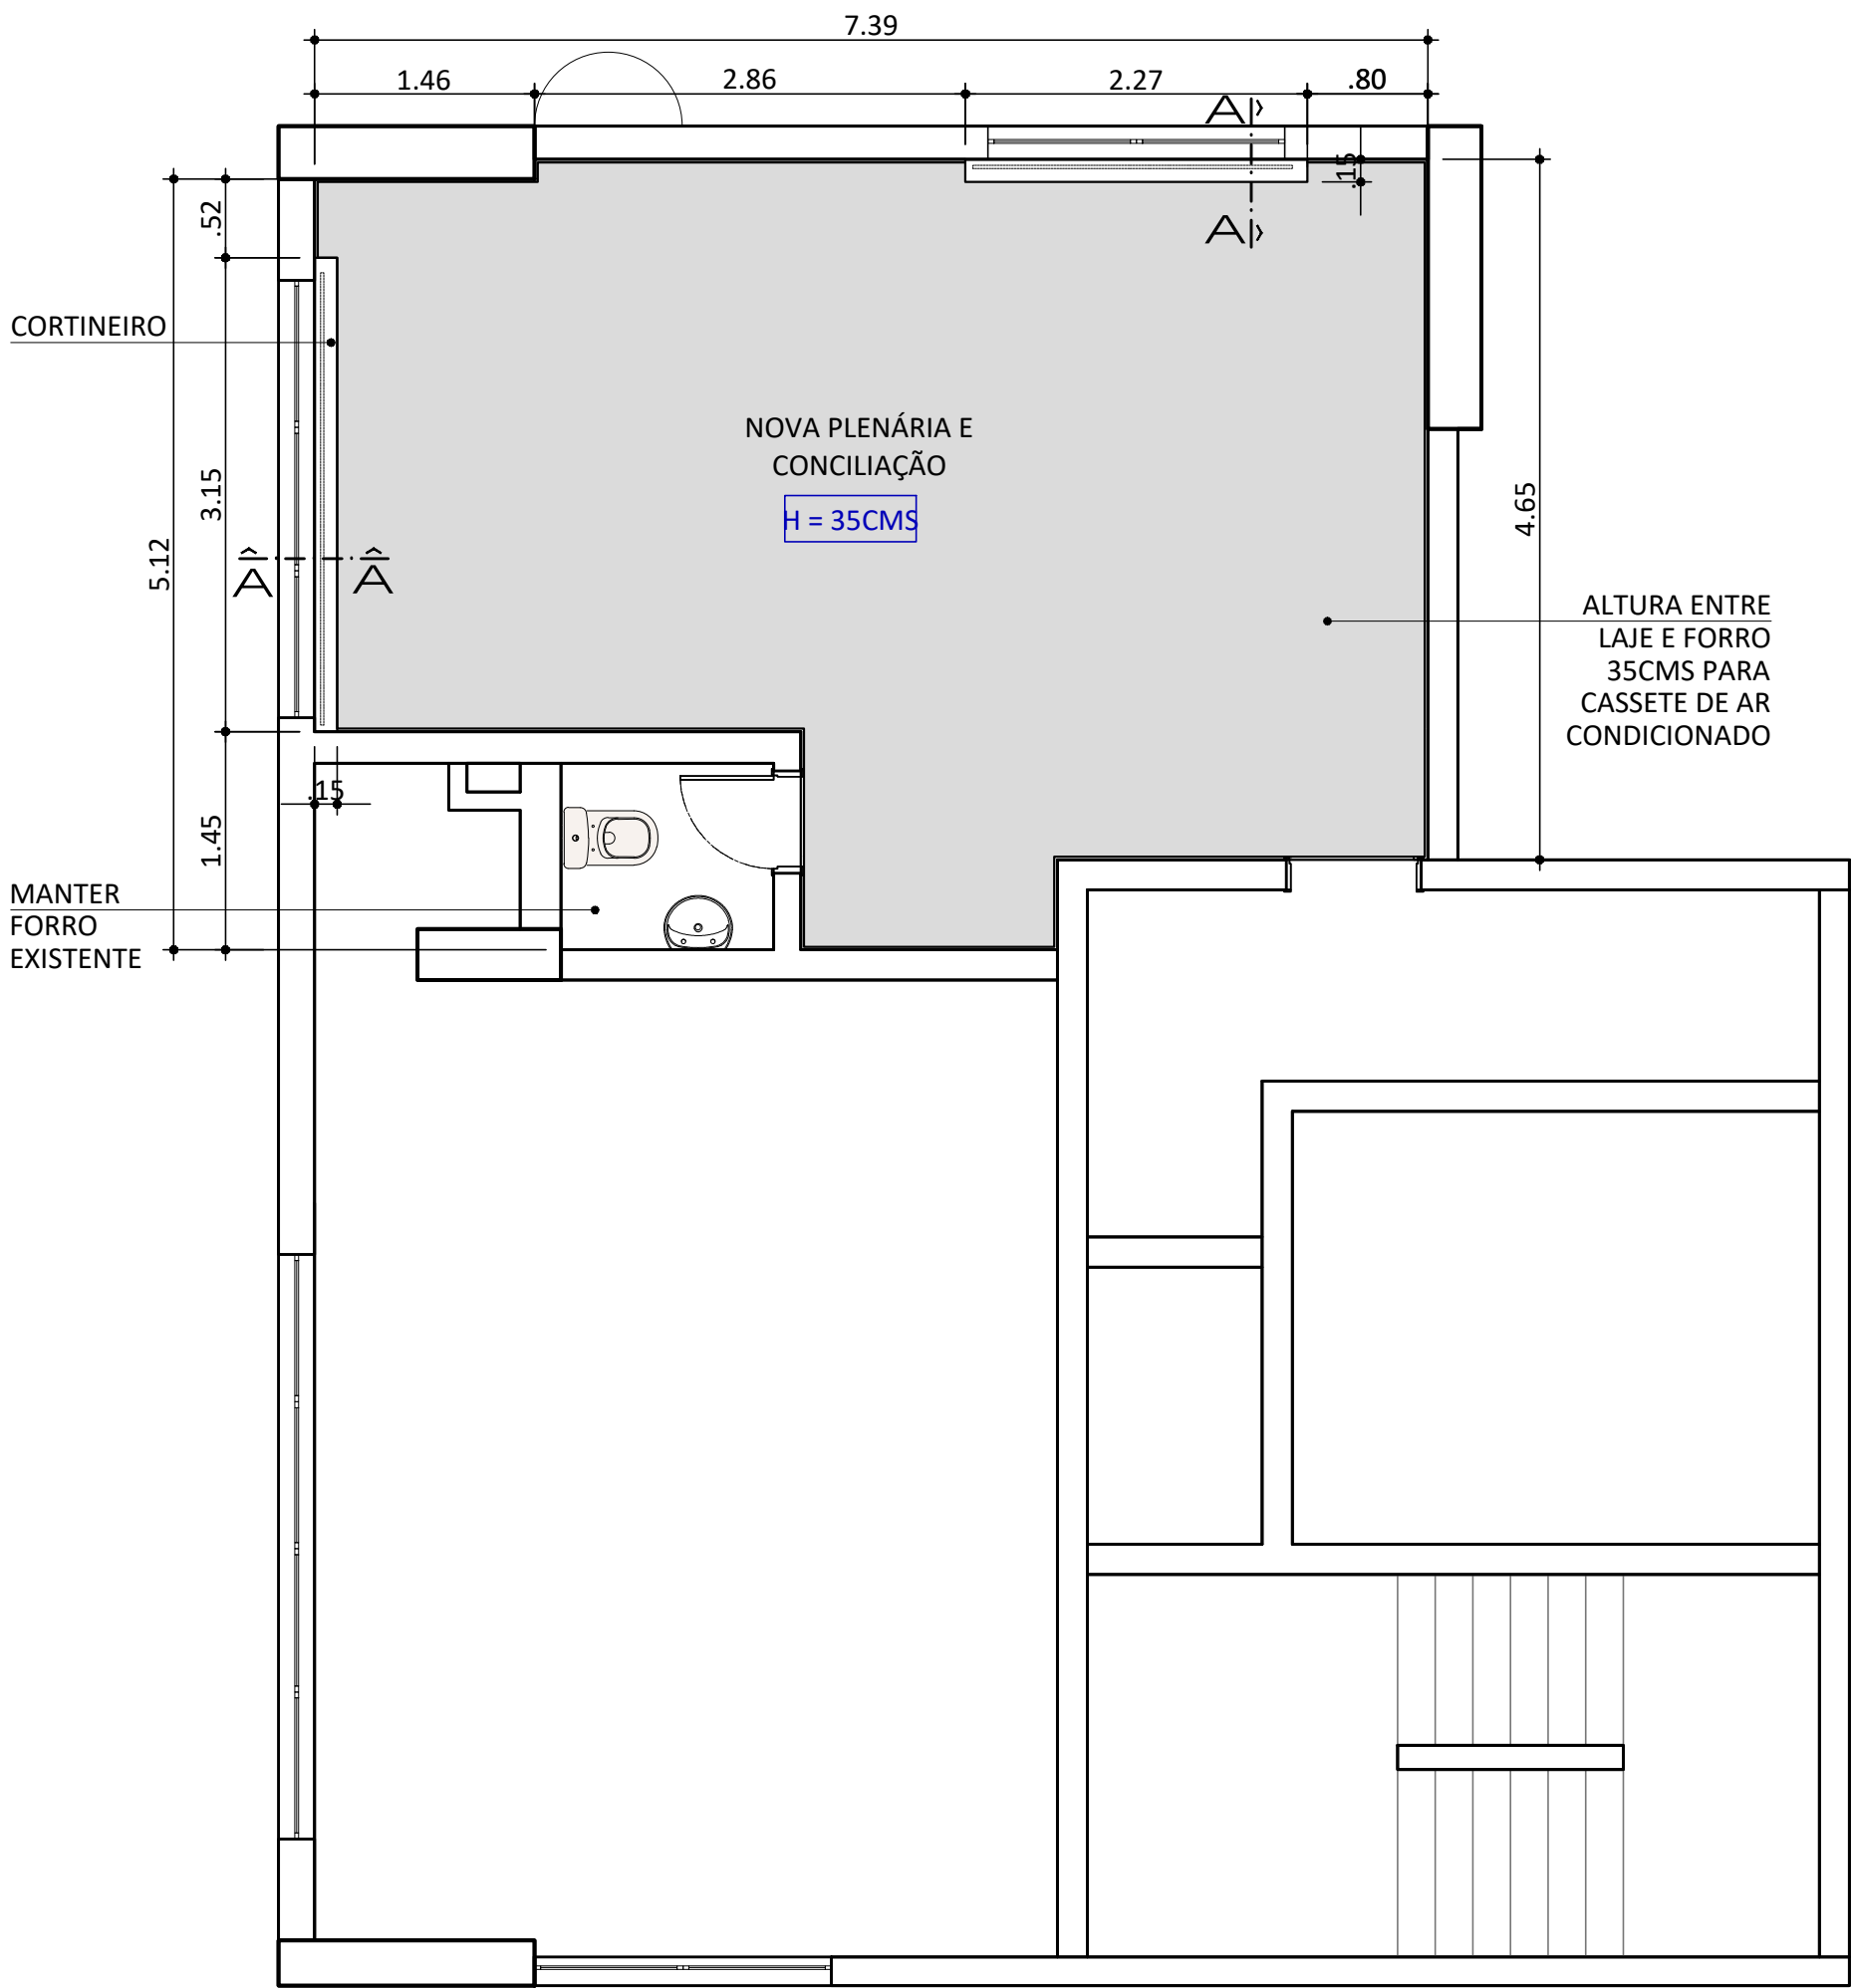 7.39
1.46
2.86
2.27
.80
A
.15
.52
A
CORTINEIRO
NOVA PLENÁRIA E
CONCILIAÇÃO
H = 35CMS
3.15
4.65
5.12
A
A
ALTURA ENTRE
LAJE E FORRO
35CMS PARA
CASSETE DE AR
CONDICIONADO
.15
1.45
MANTER
FORRO
EXISTENTE